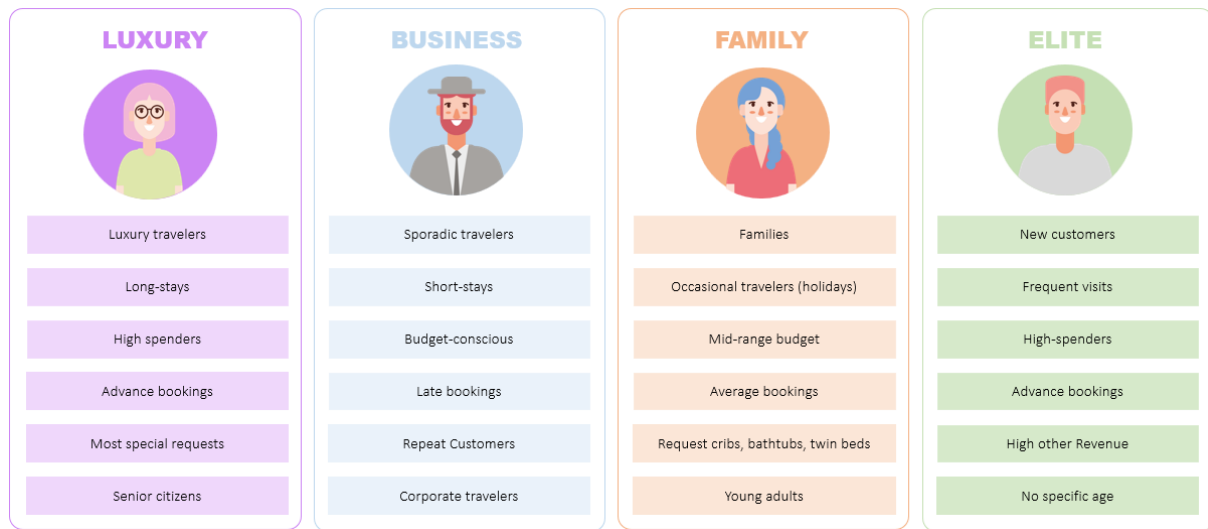 LUXURY
Luxury travelers
Long-stays
High spenders
Advance bookings
Most special requests
Senior citizens
BUSINESS
Sporadic travelers
Short-stays
Budget-conscious
Late bookings
Repeat Customers
Corporate travelers
FAMILY
Families
Occasional travelers (holidays)
Mid-range budget
Average bookings
Request cribs, bathtubs, twin beds
Young adults
ELITE
New customers
Frequent visits
High-spenders
Advance bookings
High other Revenue
No specific age